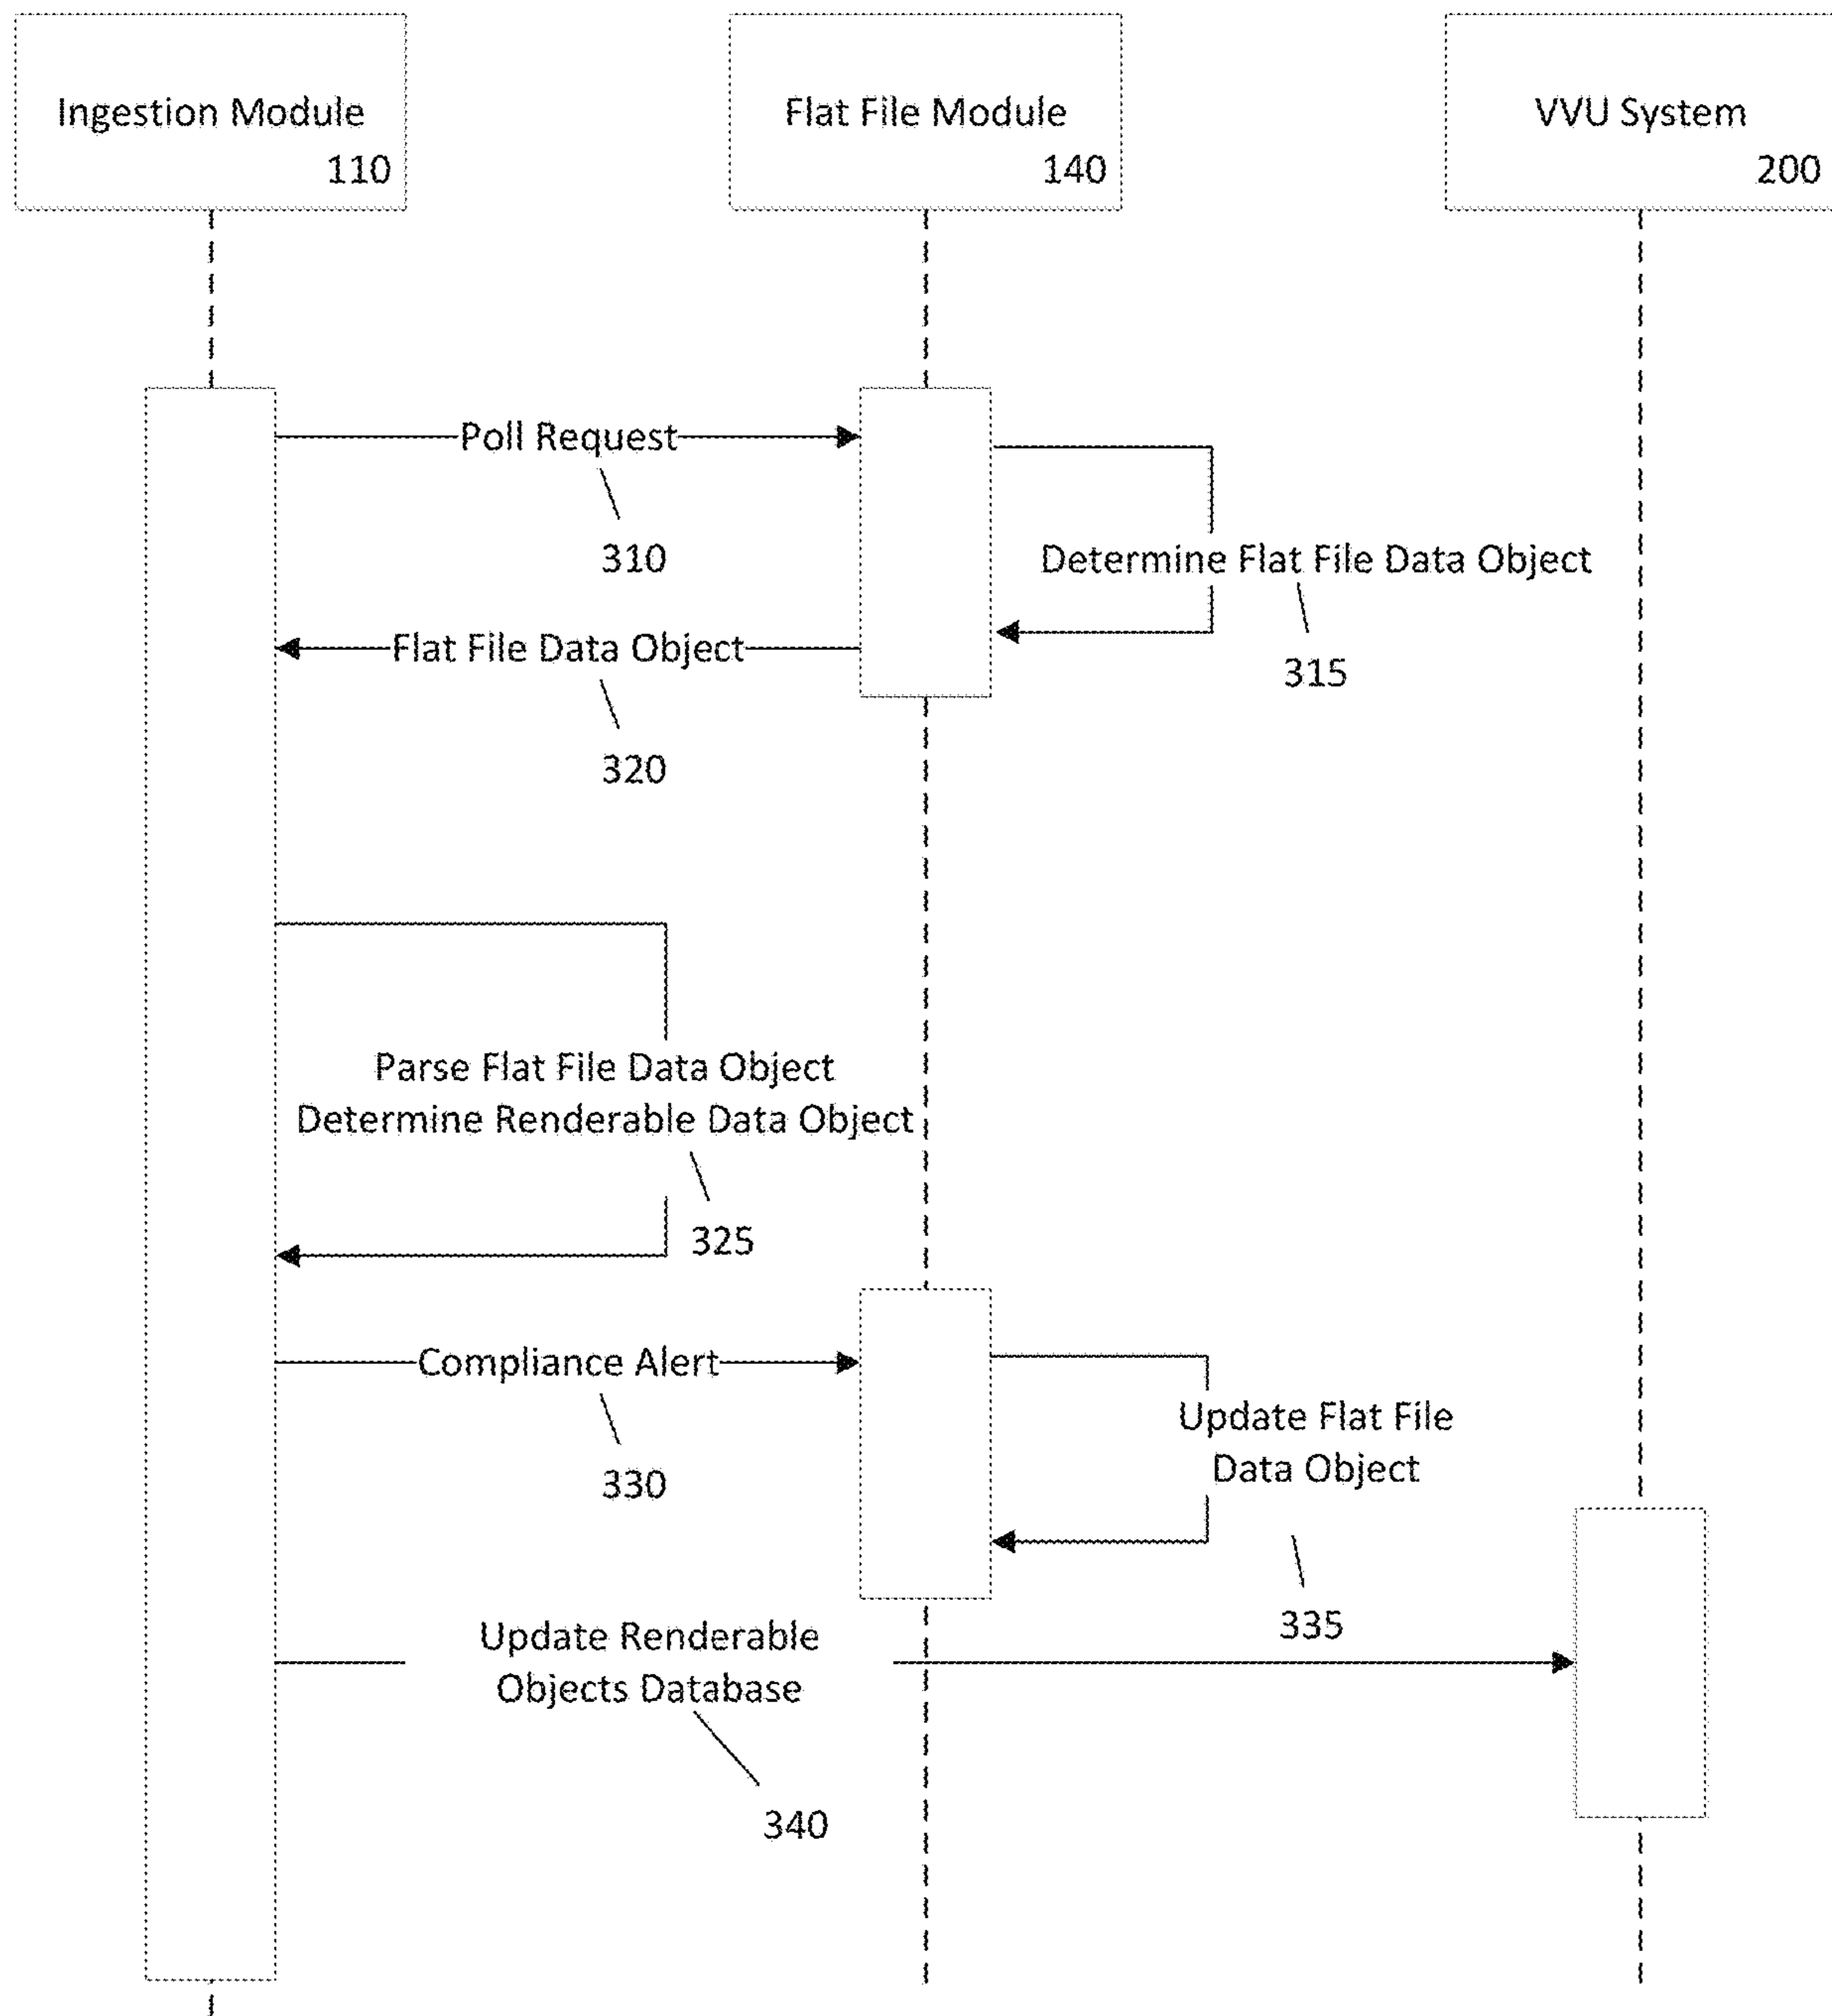 Ingestion Module
110
Flat File Module
140
VVU System
200
Poll Request
310
Determine Flat File Data Object
315
Flat File Data Object
320
Parse Flat File Data Object
Determine Renderable Data Object
325
Compliance Alert
330
Update Flat File
Data Object
335
Update Renderable
Objects Database
340